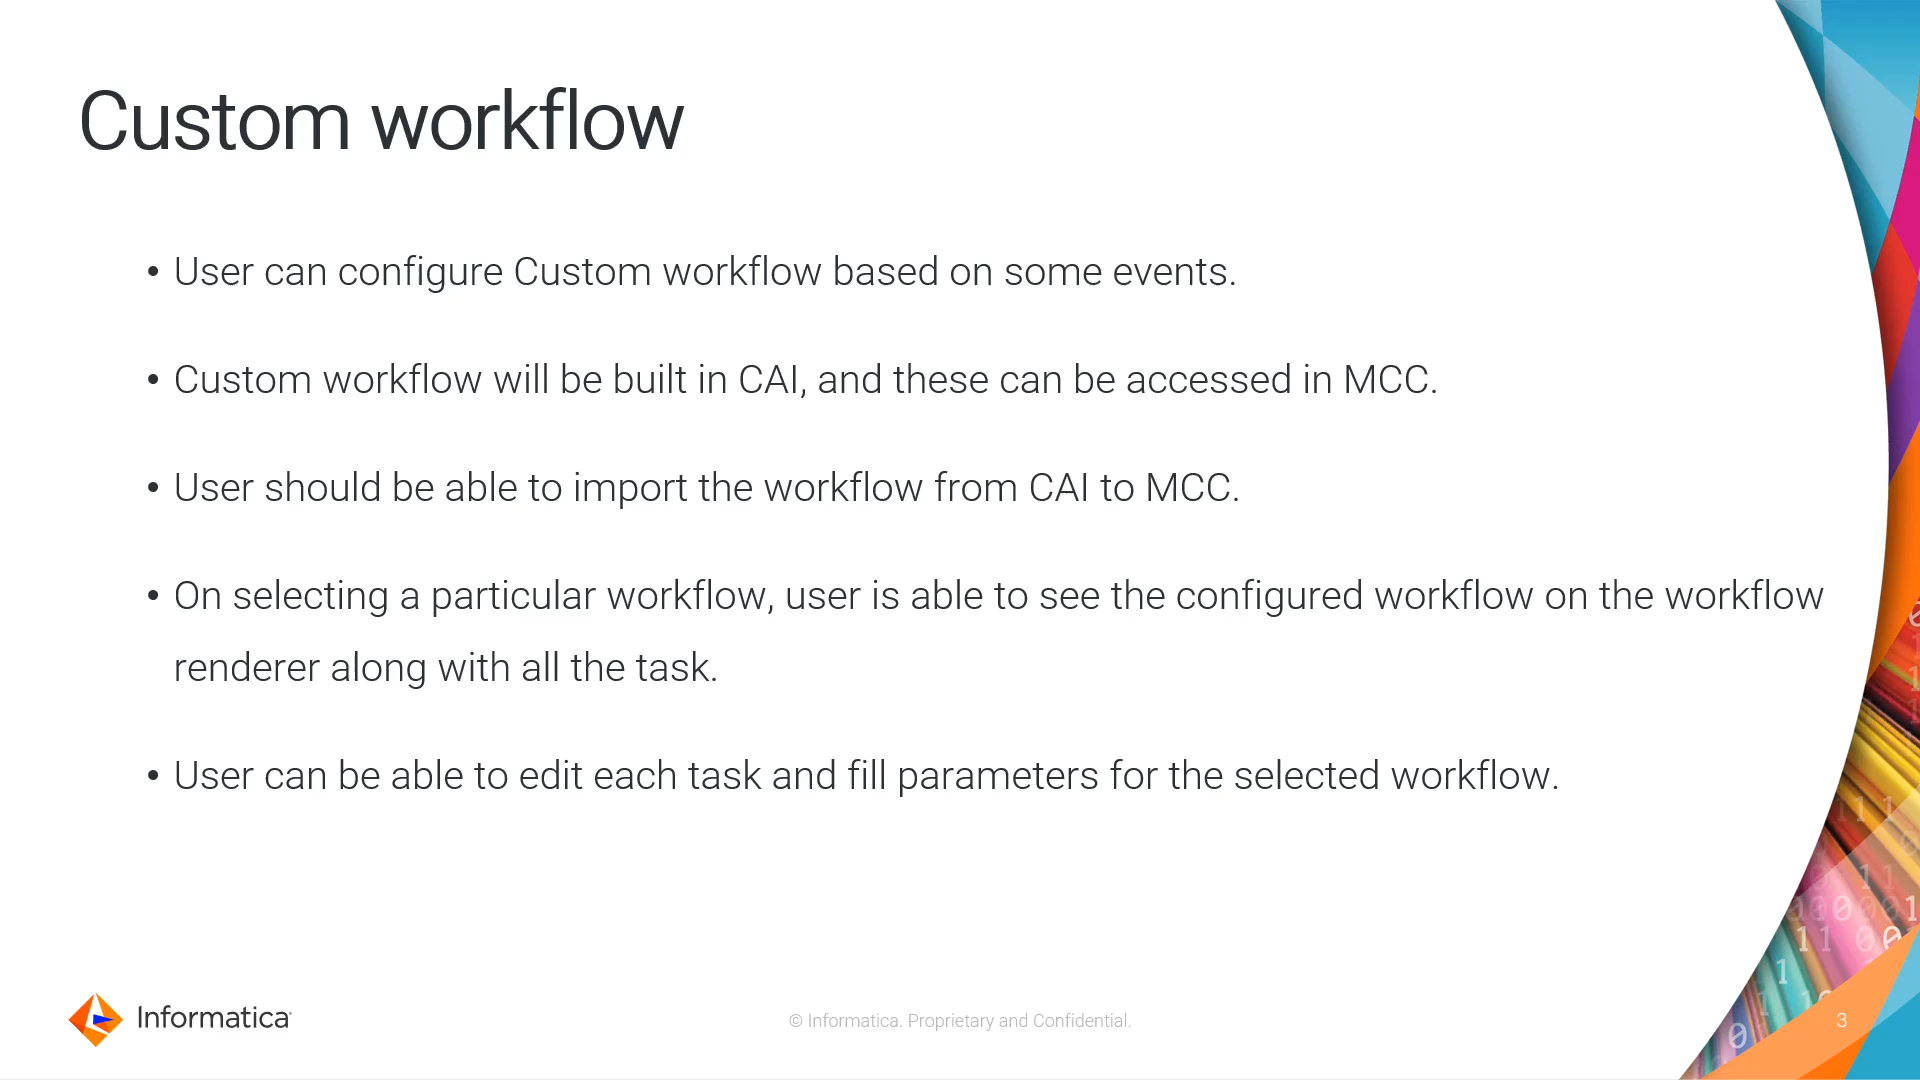 Custom workflow
• User can configure Custom workflow based on some events.
• Custom workflow will be built in CAI, and these can be accessed in MCC.
• User should be able to import the workflow from CAI to MCC.
• On selecting a particular workflow, user is able to see the configured workflow on the workflow
renderer along with all the task.
• User can be able to edit each task and fill parameters for the selected workflow.
Informatica
© Informatica. Proprietary and Confidential.
3